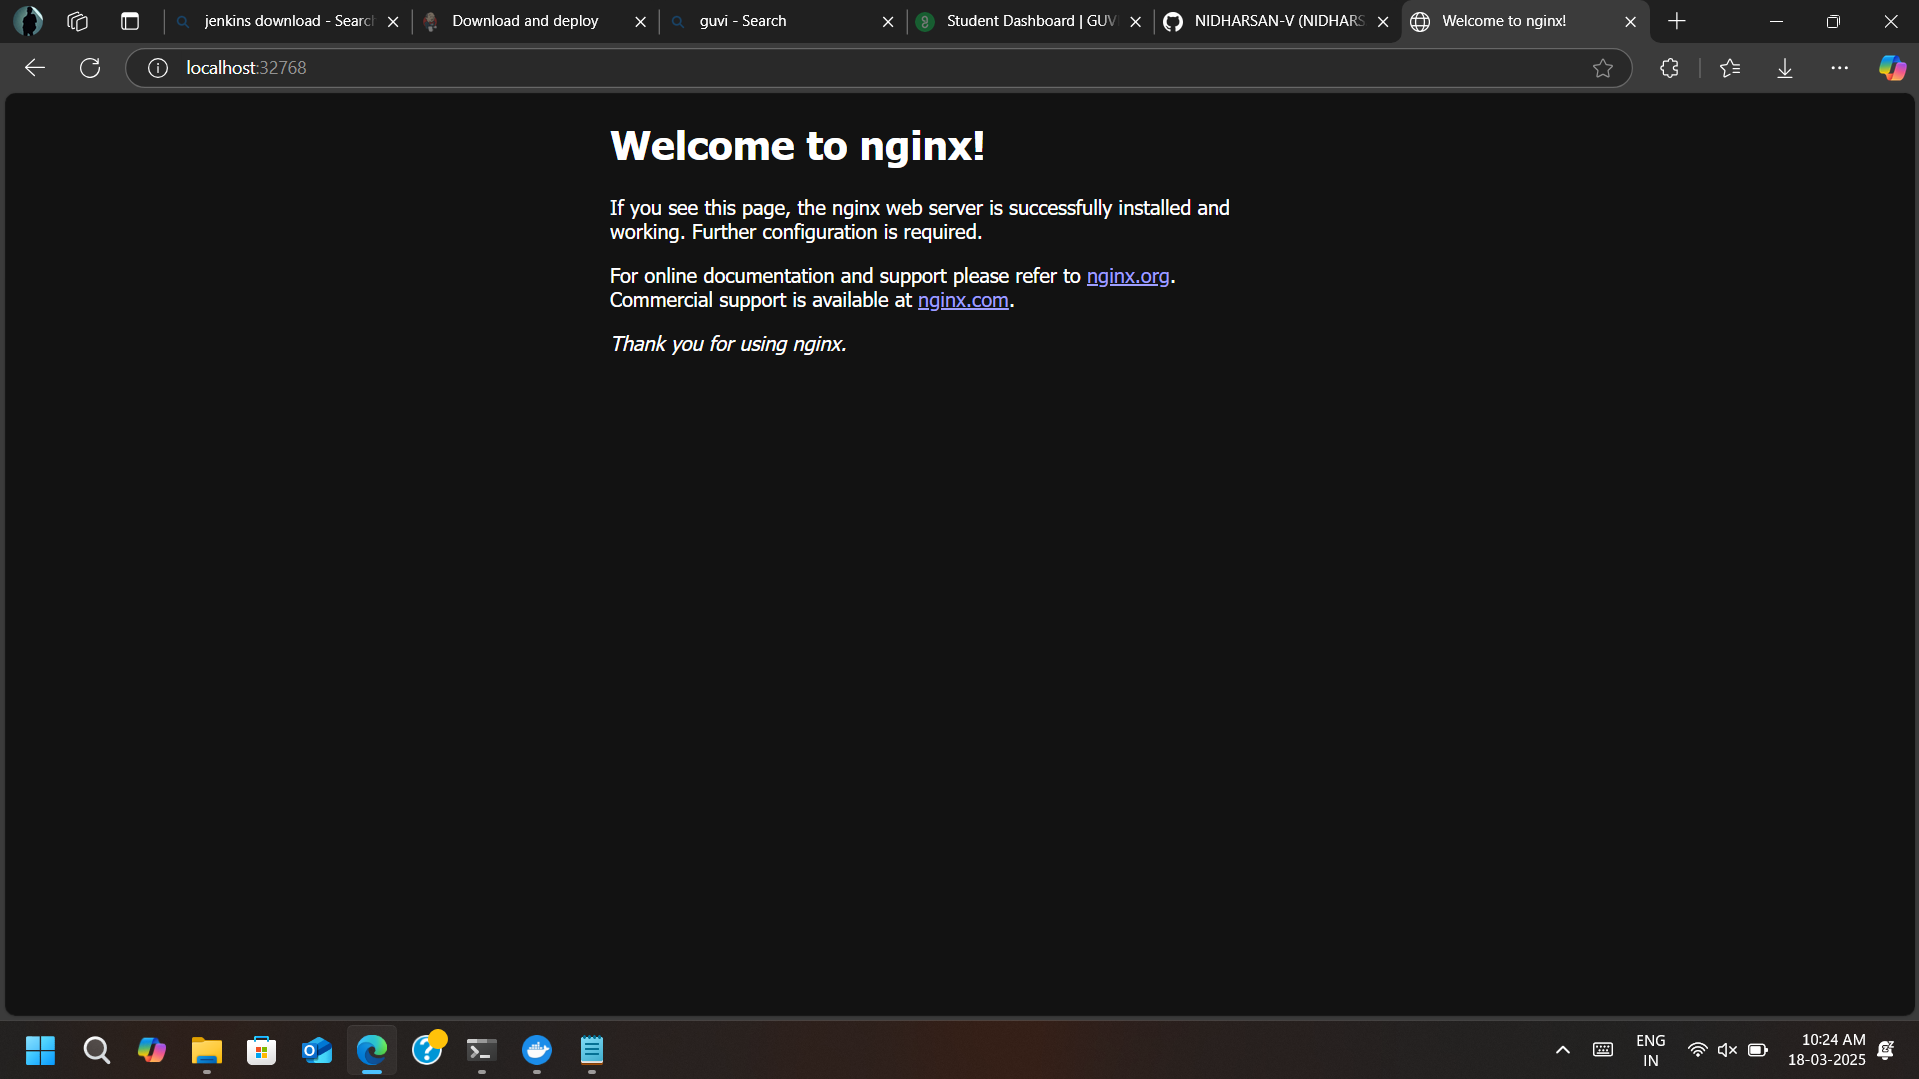 jenkins download - Search
Download and deploy
guvi - Search
Student Dashboard | GUV
NIDHARSAN-V (NIDHARS
Welcome to nginx!
localhost:32768
Welcome to nginx!
If you see this page, the nginx web server is successfully installed and
working. Further configuration is required.
For online documentation and support please refer to nginx.org.
Commercial support is available at nginx.com.
Thank you for using nginx.
ENG
IN
10:24 AM
18-03-2025